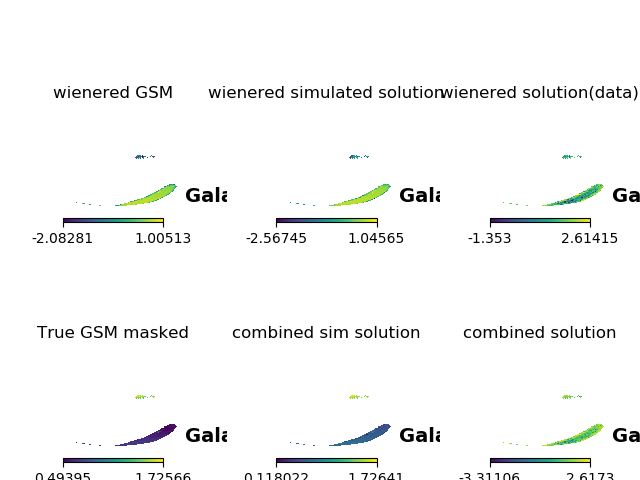 wienered GSM
wienered simulated solution
wienered solution(data)
Gala
Gala
Ga
-2.08281 1.00513
-2.56745 1.04565
-1.353 2.61415
True GSM masked
combined sim solution
combined solution
Gala
Gala
Ga
0.49395 1.72566
0.118022 1.72641
-3.31106 2.6173